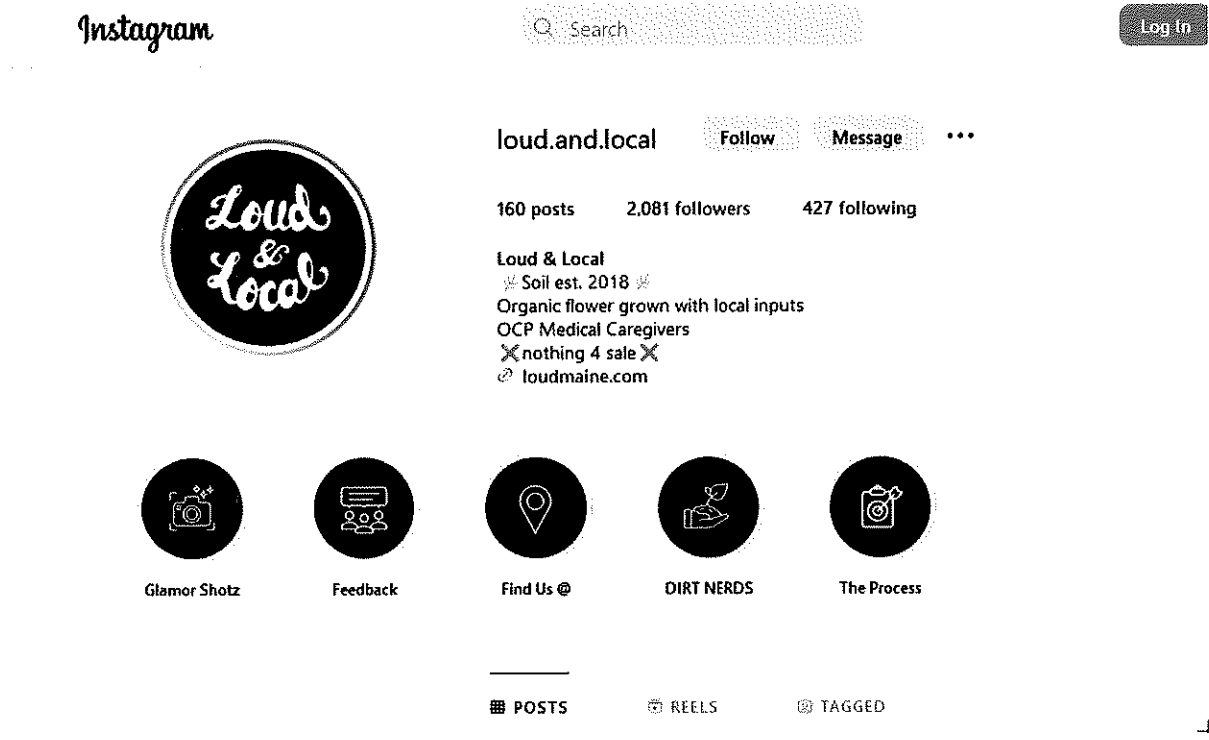 Instagram
Search
Log In
loud.and.local Follow Message
160 posts 2,081 followers 427 following
Loud & Local
Loud & Local
Soil est. 2018
Organic flower grown with local inputs
OCP Medical Caregivers
❌nothing 4 sale❌
loudmaine.com
Glamor Shotz
Feedback
Find Us @
DIRT NERDS
The Process
POSTS
REELS
TAGGED